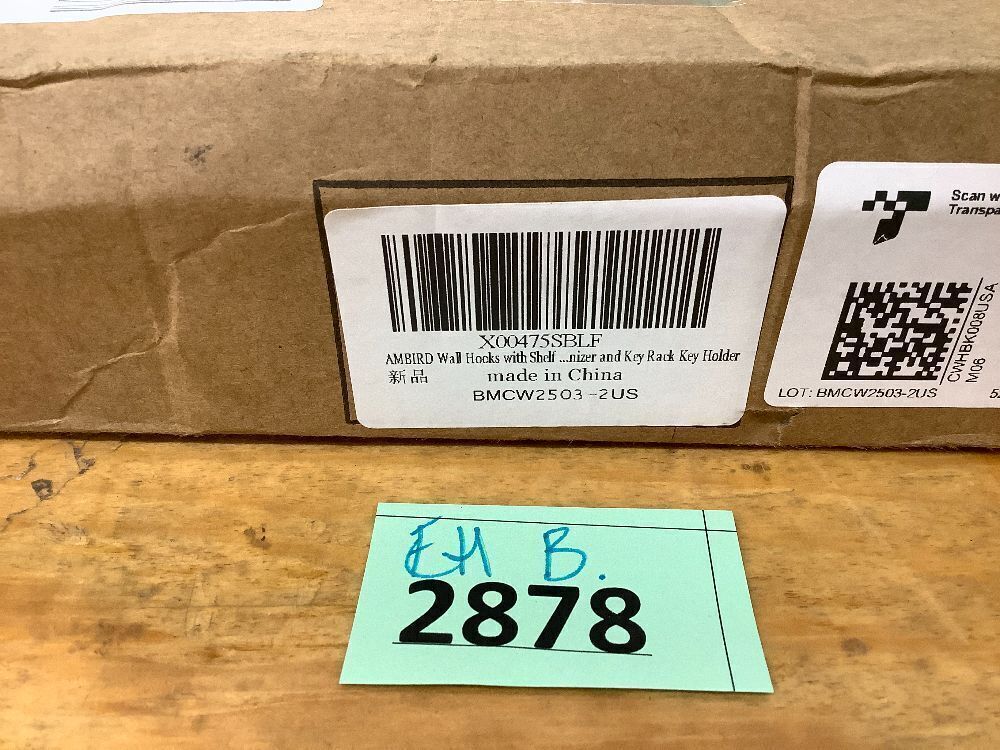 X00475SBLF
AMBIRD Wall Hooks with Shelf ...nizer and Key Rack Key Holder
新品 made in China
BMCW2503-2US
Scan w
Transpa
CWHBK008USA
M06
LOT: BMCW2503-2US
EH B.
2878